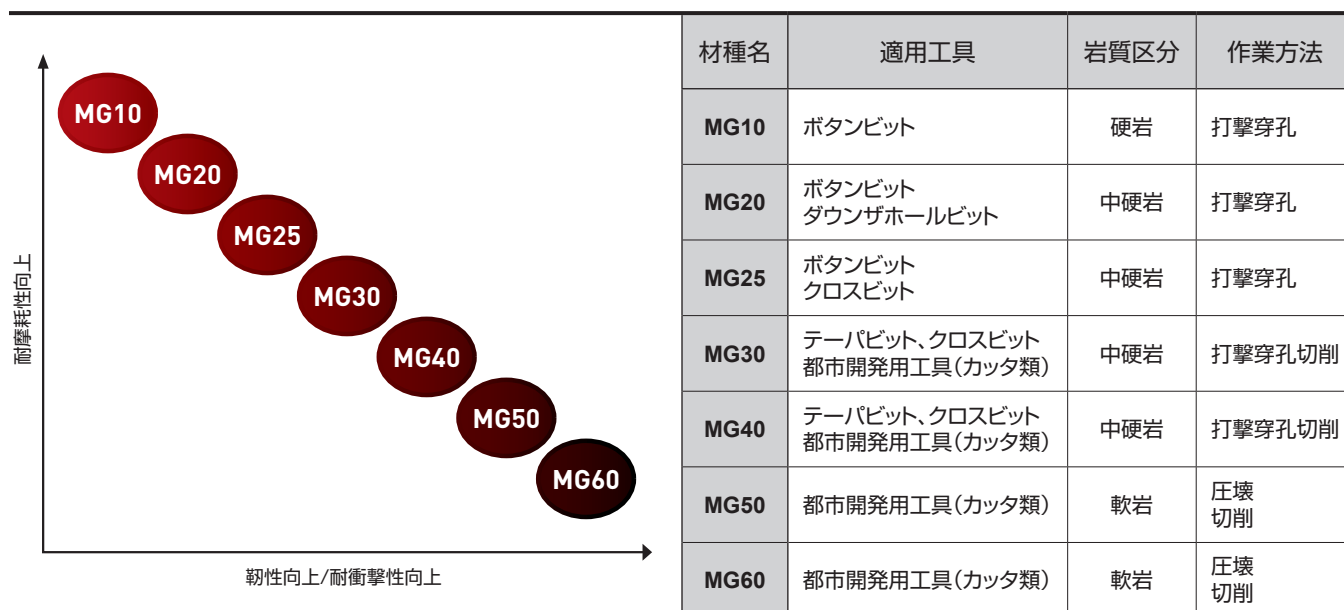 耐摩耗性向上
MG10
MG20
MG25
MG30
MG40
MG50
MG60
靭性向上/耐衝撃性向上
材種名 適用工具 岩質区分 作業方法
MG10 ボタンビット 硬岩 打撃穿孔
MG20 ボタンビット 中硬岩 打撃穿孔
ダウンザホールビット
MG25 ボタンビット 中硬岩 打撃穿孔
クロスビット
MG30 テーパビット、クロスビット 中硬岩 打撃穿孔切削
都市開発用工具(カッタ類)
MG40 テーパビット、クロスビット 中硬岩 打撃穿孔切削
都市開発用工具(カッタ類)
MG50 都市開発用工具(カッタ類) 軟岩 圧壊
切削
MG60 都市開発用工具(カッタ類) 軟岩 圧壊
切削